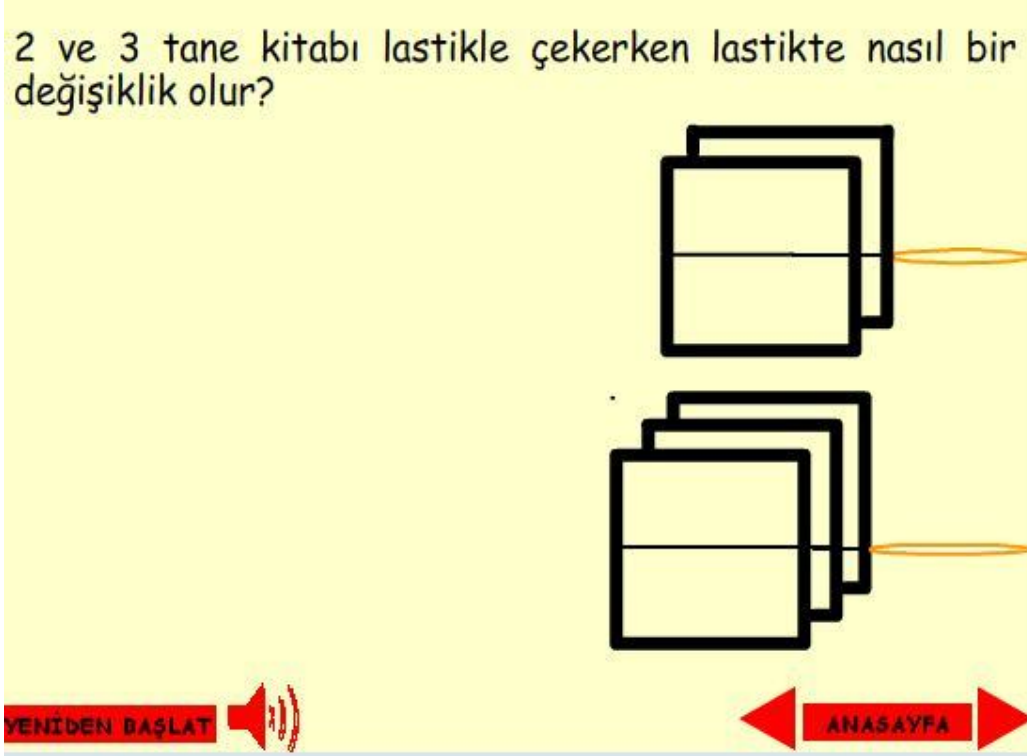 2 ve 3 tane kitabı lastikle çekerken lastikte nasıl bir
değişiklik olur?
YENİDEN BAŞLAT
ANASAYFA